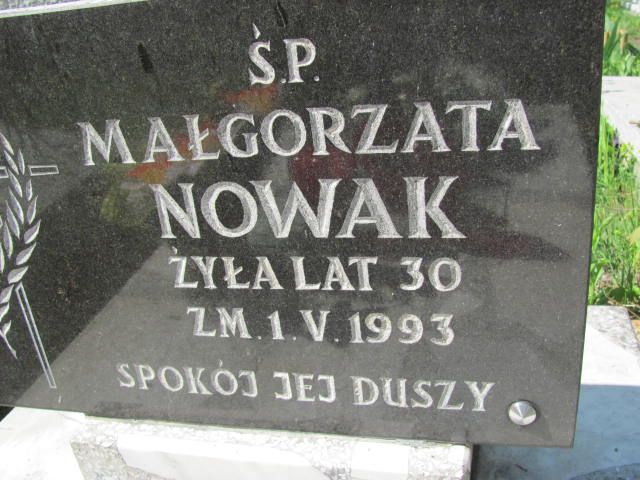 Ś.P.
MAŁGORZATA
NOWAK
ŻYŁA LAT 30
ZM. 1. V. 1993
SPOKÓJ JEJ DUSZY